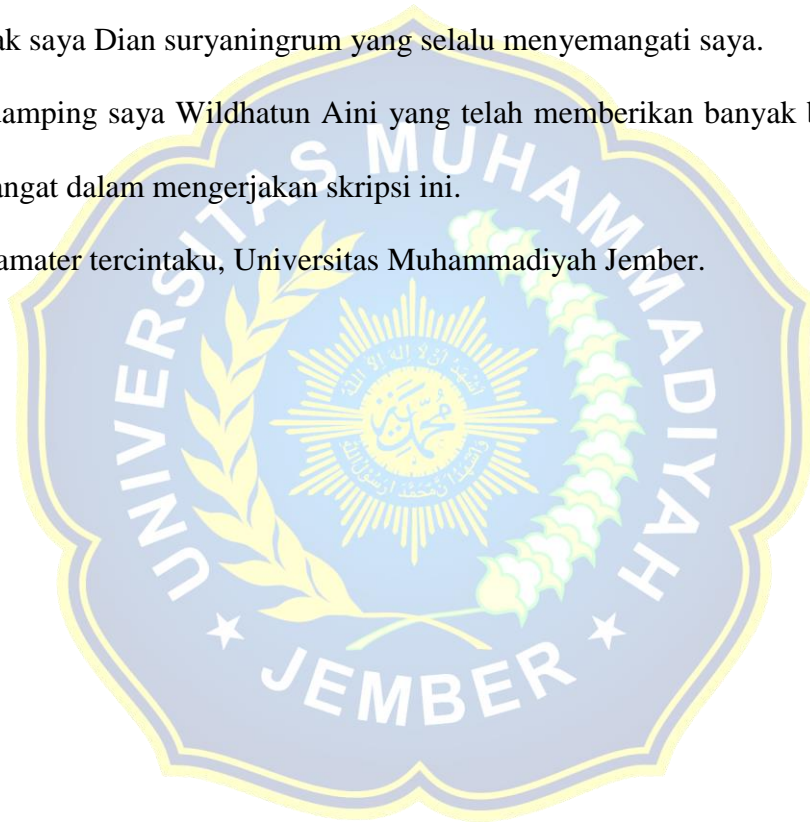 ak saya Dian suryaningrum yang selalu menyemangati saya.
amping saya Wildhatun Aini yang telah memberikan banyak
angat dalam mengerjakan skripsi ini.
amater tercintaku, Universitas Muhammadiyah Jember.
UNIVERSITAS MUHAMMADIYAH
JEMBER